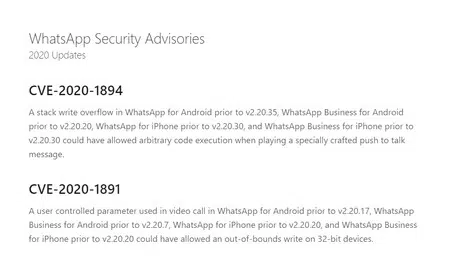 WhatsApp Security Advisories
2020 Updates
CVE-2020-1894
A stack write overflow in WhatsApp for Android prior to v2.20.35, WhatsApp Business for Android
prior to v2.20.20, WhatsApp for iPhone prior to v2.20.30, and WhatsApp Business for iPhone prior to
v2.20.30 could have allowed arbitrary code execution when playing a specially crafted push to talk
message.
CVE-2020-1891
A user controlled parameter used in video call in WhatsApp for Android prior to v2.20.17, WhatsApp
Business for Android prior to v2.20.7, WhatsApp for iPhone prior to v2.20.20, and WhatsApp Business
for iPhone prior to v2.20.20 could have allowed an out-of-bounds write on 32-bit devices.